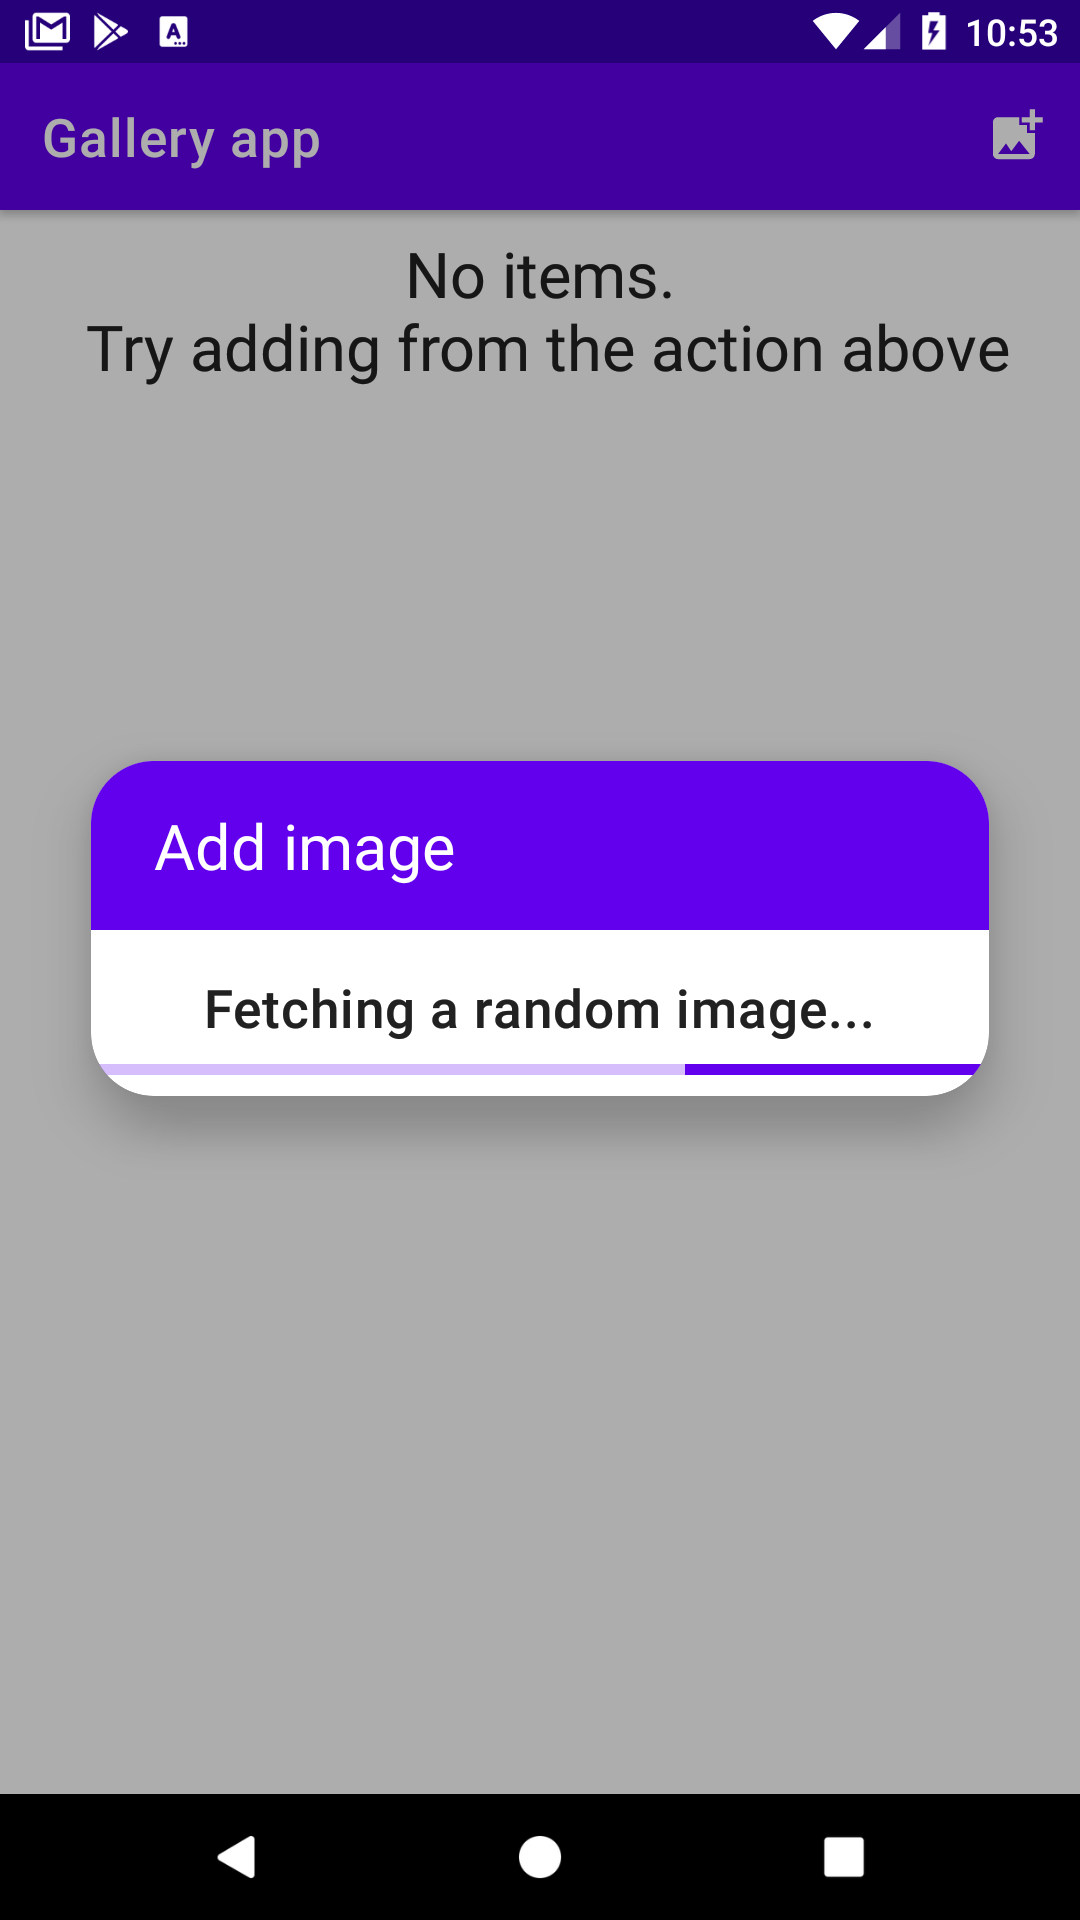 10:53
Gallery app
No items.
Try adding from the action above
Add image
Fetching a random image...